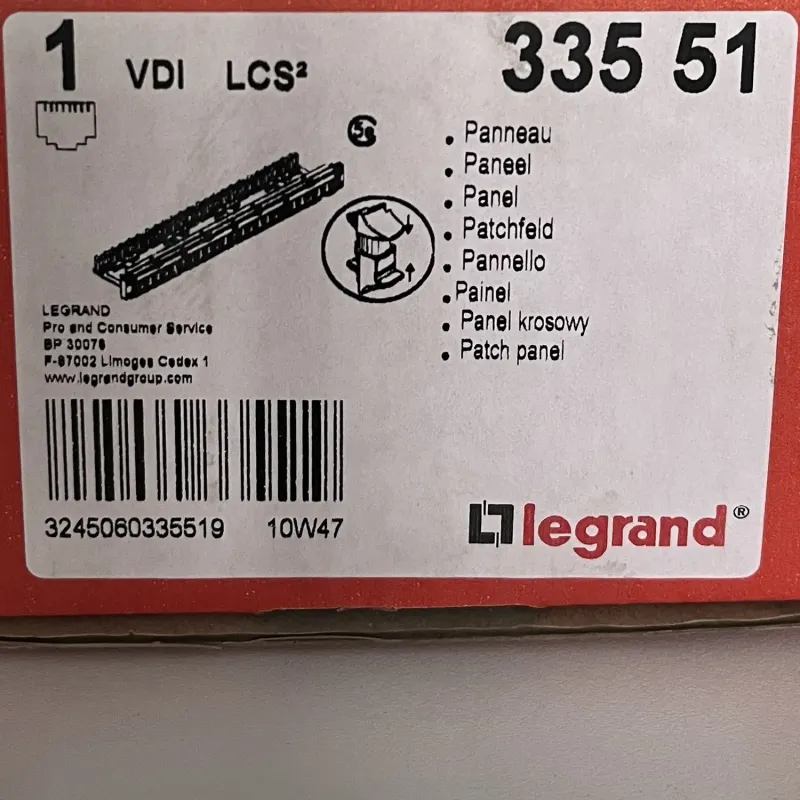 1 VDI LCS² 335 51
• Panneau
• Paneel
• Panel
• Patchfeld
• Pannello
• Painel
• Panel krosowy
• Patch panel
LEGRAND
Pro and Consumer Service
BP 30076
F-87002 Limoges Cedex 1
www.legrandgroup.com
3245060335519 10W47
legrand®